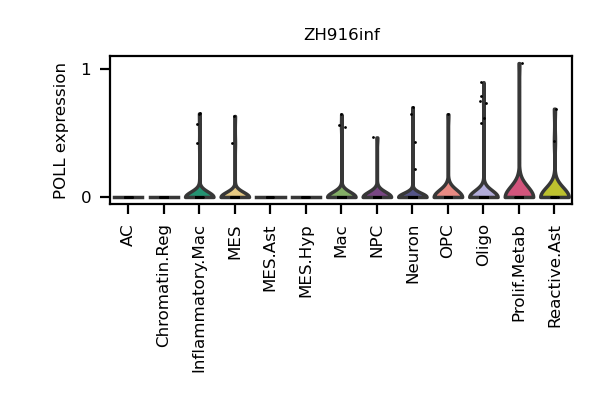 ZH916inf
POLL expression
1
0
AC
Chromatin.Reg
Inflammatory.Mac
MES
MES.Ast
MES.Hyp
Mac
NPC
Neuron
OPC
Oligo
Prolif.Metab
Reactive.Ast